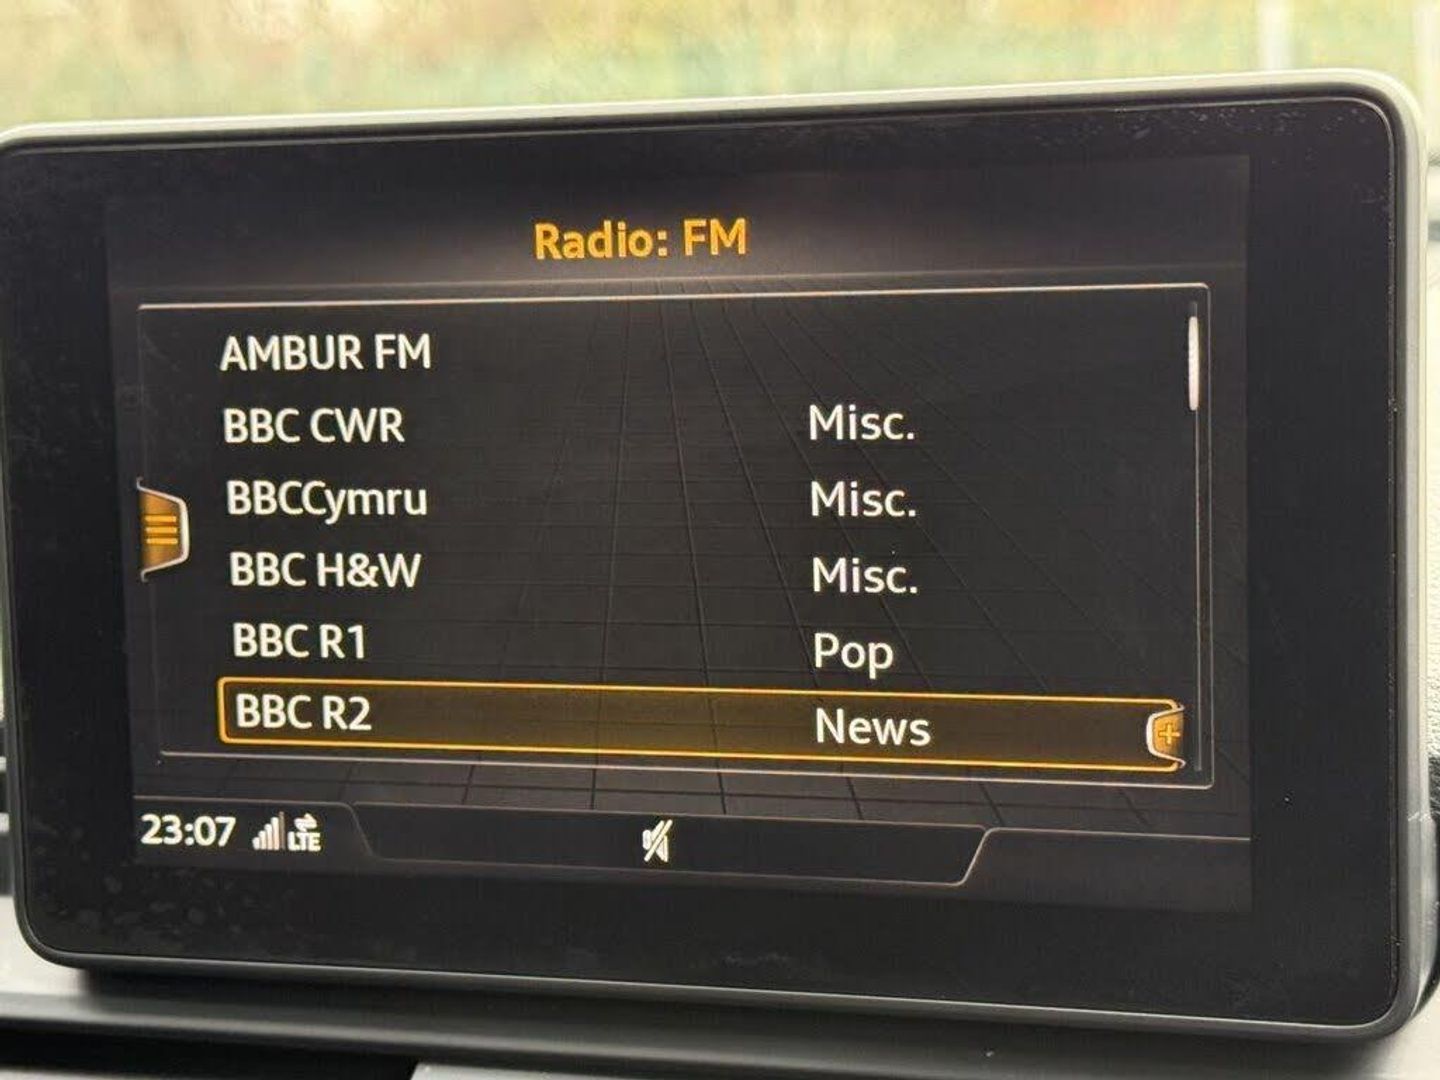 Radio: FM
AMBUR FM
BBC CWR Misc.
BBCCymru Misc.
BBC H&W Misc.
BBC R1 Pop
BBC R2 News
23:07 LTE